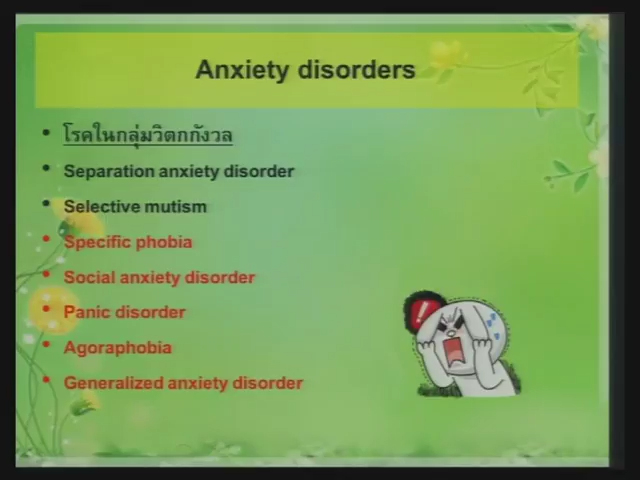 Anxiety disorders
• โรคในกลุ่มวิตกกังวล
• Separation anxiety disorder
• Selective mutism
• Specific phobia
• Social anxiety disorder
• Panic disorder
• Agoraphobia
• Generalized anxiety disorder
!